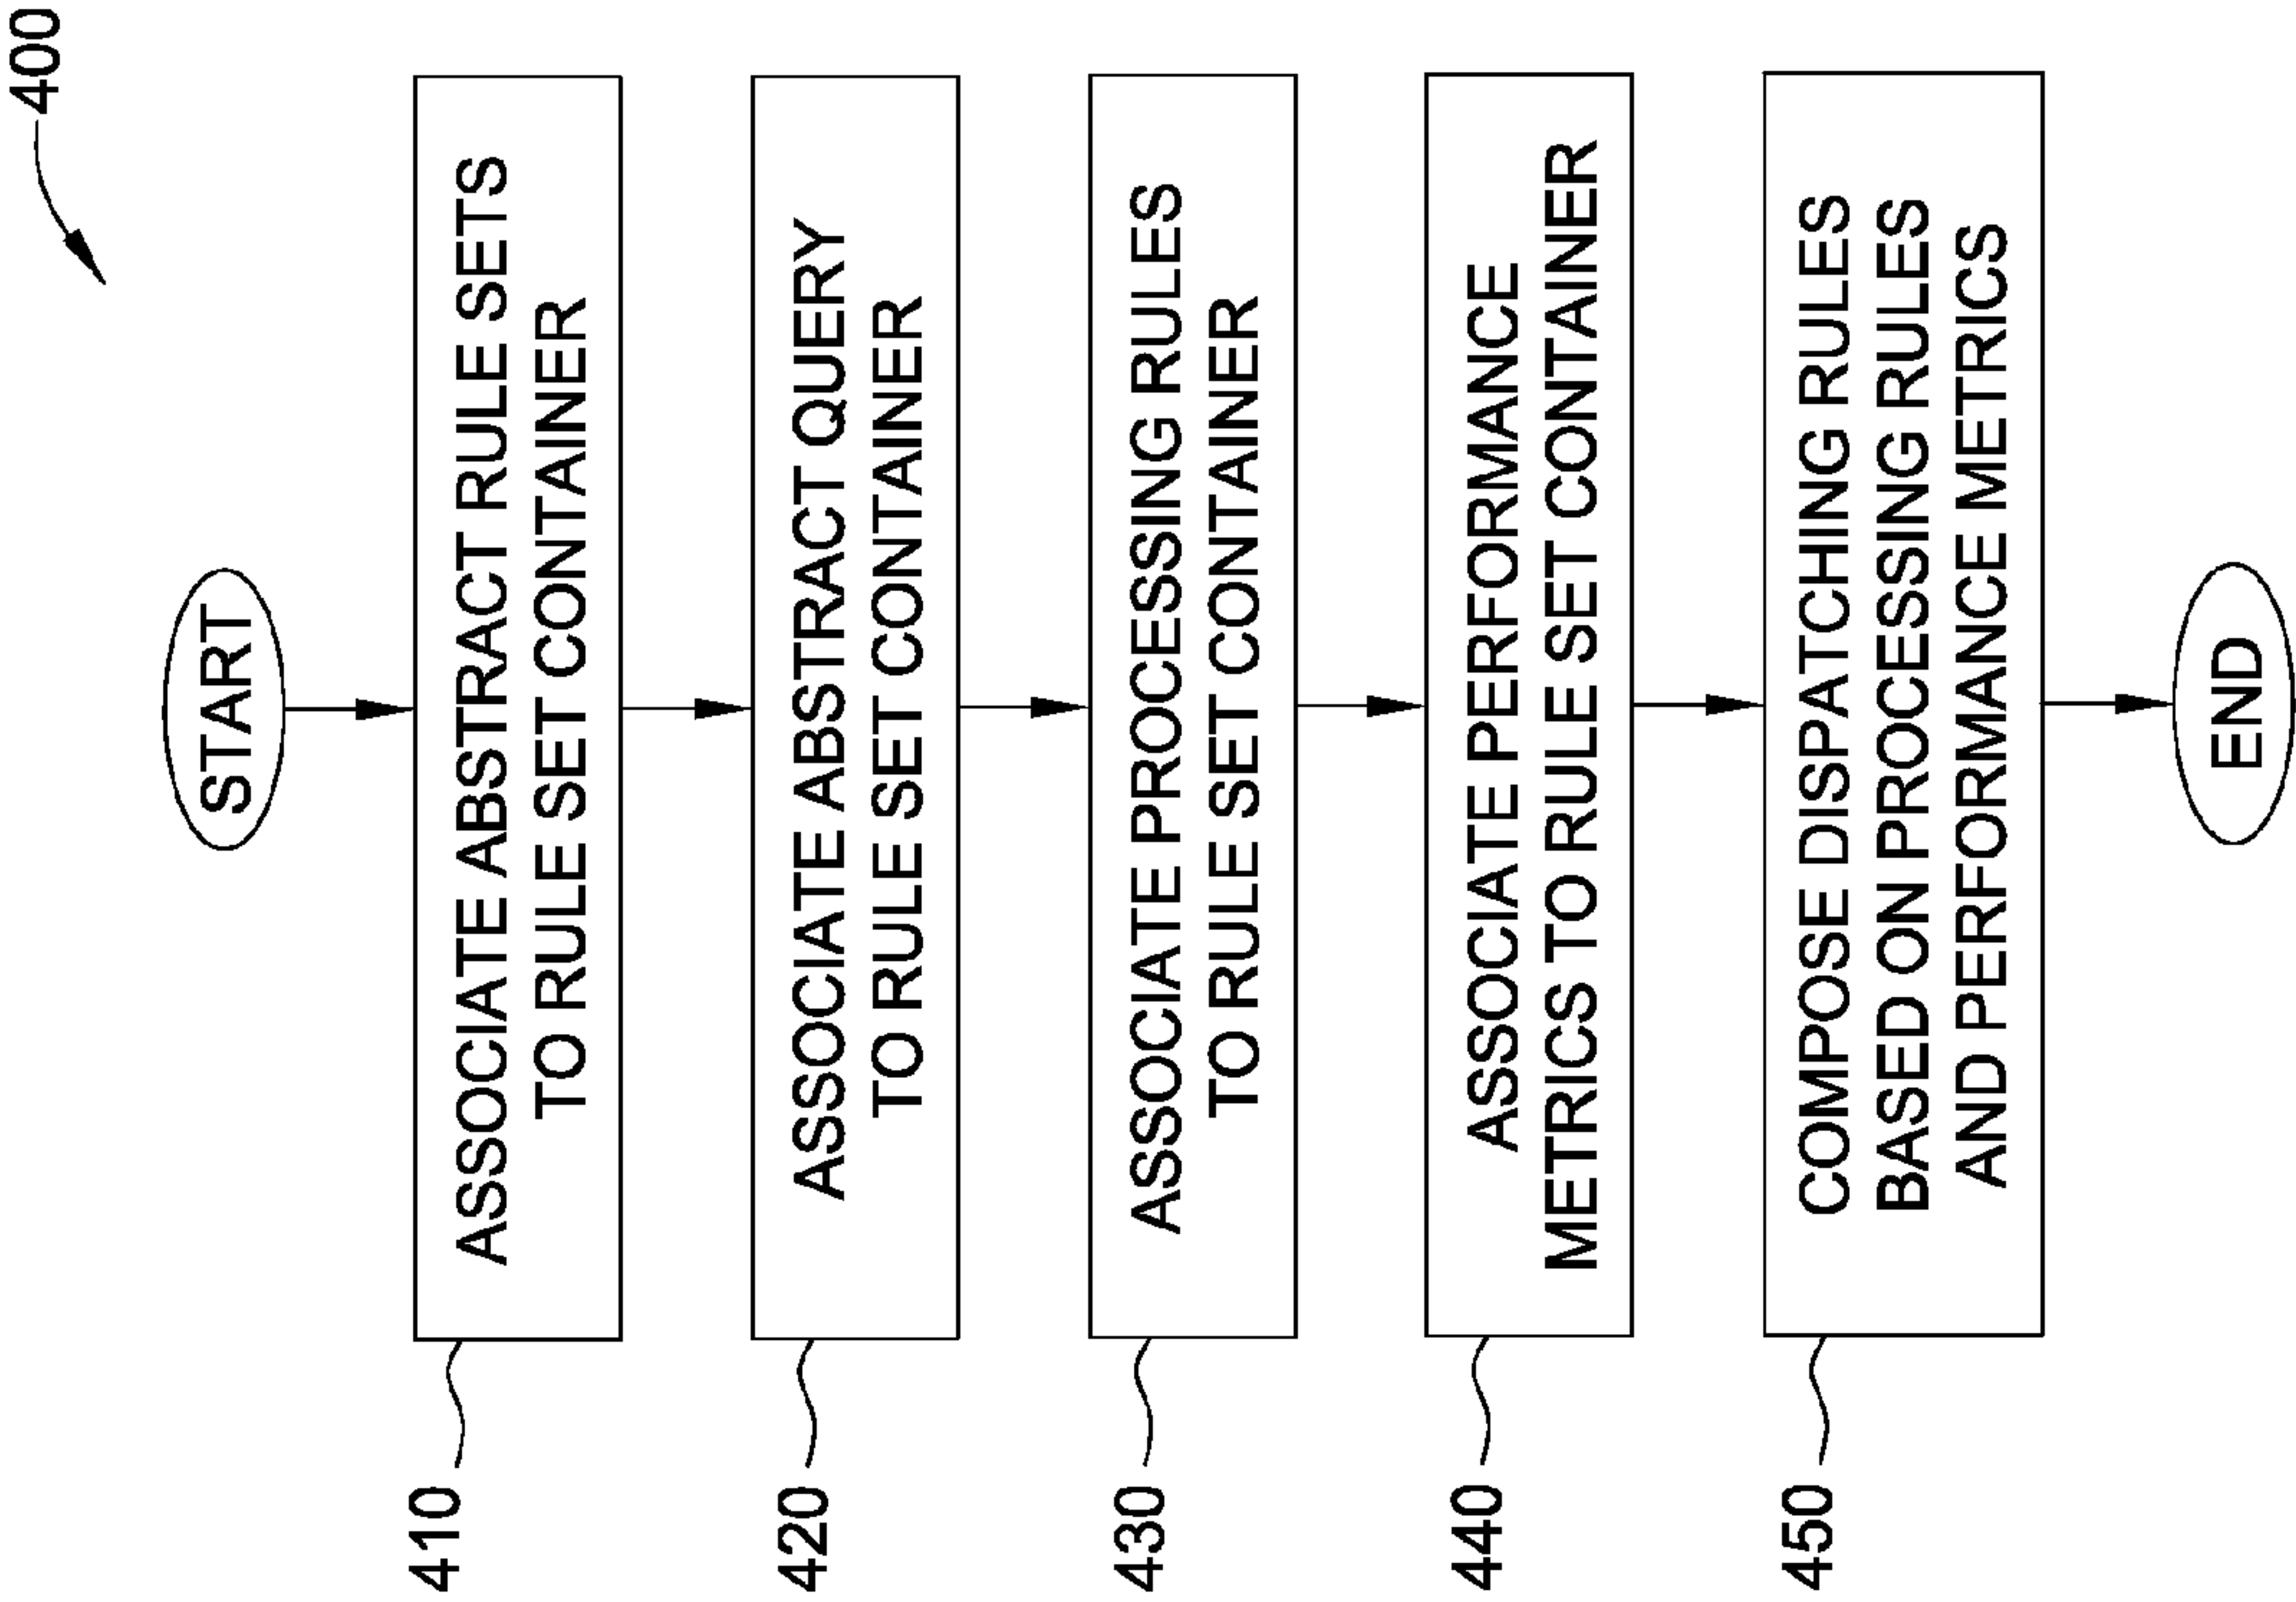 400
START
410
ASSOCIATE ABSTRACT RULE SETS
TO RULE SET CONTAINER
420
ASSOCIATE ABSTRACT QUERY
TO RULE SET CONTAINER
430
ASSOCIATE PROCESSING RULES
TO RULE SET CONTAINER
440
ASSOCIATE PERFORMANCE
METRICS TO RULE SET CONTAINER
450
COMPOSE DISPATCHING RULES
BASED ON PROCESSING RULES
AND PERFORMANCE METRICS
END